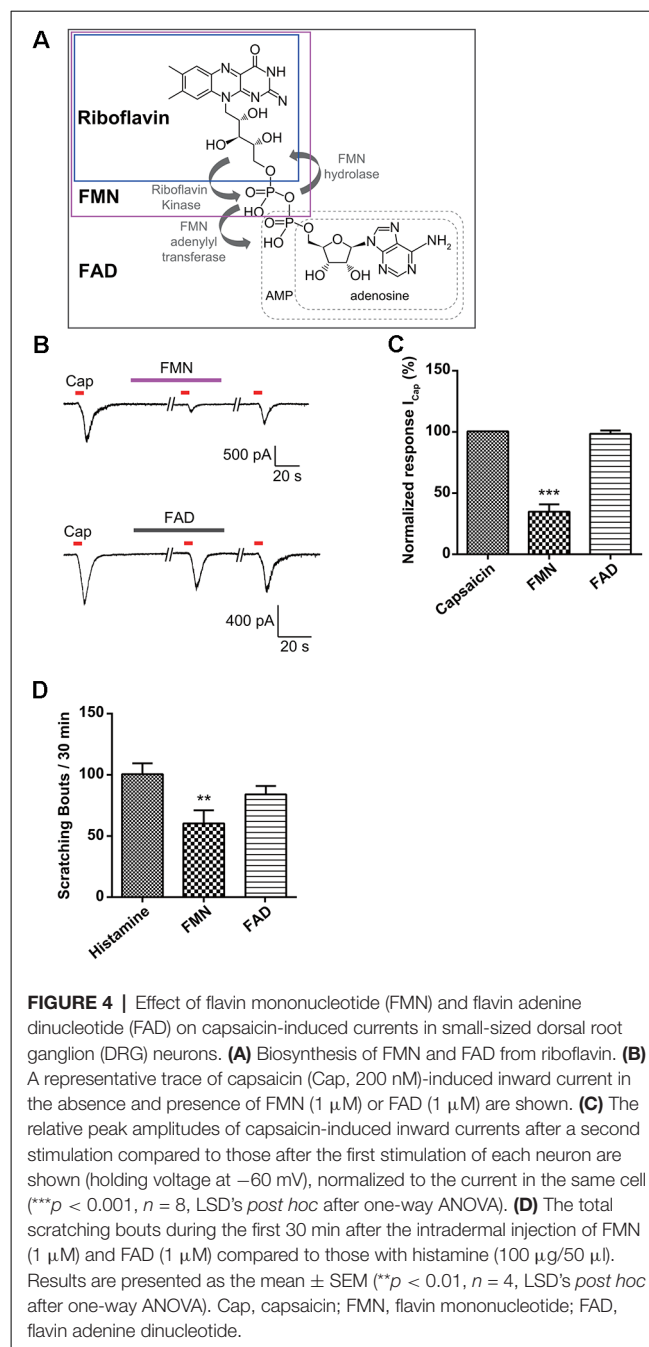 A
Riboflavin
FMN
FAD
Riboflavin
Kinase
FMN
hydrolase
FMN
adenylyl
transferase
AMP
adenosine
O
N
NH
N
N
N
OH
HO
OH
O
O=P
O
HO
O=P
O
HO
O
HO
OH
N
N
N
N
NH2
B
Cap
FMN
500 pA
20 s
Cap
FAD
400 pA
20 s
C
Normalized response ICap (%)
150
100
50
0
***
Capsaicin
FMN
FAD
D
Scratching Bouts / 30 min
150
100
50
0
**
Histamine
FMN
FAD
FIGURE 4 | Effect of flavin mononucleotide (FMN) and flavin adenine
dinucleotide (FAD) on capsaicin-induced currents in small-sized dorsal root
ganglion (DRG) neurons. (A) Biosynthesis of FMN and FAD from riboflavin. (B)
A representative trace of capsaicin (Cap, 200 nM)-induced inward current in
the absence and presence of FMN (1 μM) or FAD (1 μM) are shown. (C) The
relative peak amplitudes of capsaicin-induced inward currents after a second
stimulation compared to those after the first stimulation of each neuron are
shown (holding voltage at −60 mV), normalized to the current in the same cell
(***p < 0.001, n = 8, LSD's post hoc after one-way ANOVA). (D) The total
scratching bouts during the first 30 min after the intradermal injection of FMN
(1 μM) and FAD (1 μM) compared to those with histamine (100 μg/50 μl).
Results are presented as the mean ± SEM (**p < 0.01, n = 4, LSD's post hoc
after one-way ANOVA). Cap, capsaicin; FMN, flavin mononucleotide; FAD,
flavin adenine dinucleotide.